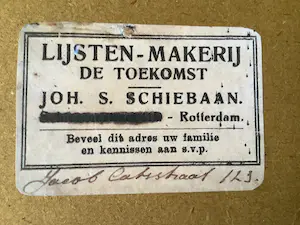 LIJSTEN-MAKERIJ
DE TOEKOMST
JOH. S. SCHIEBAAN.
- Rotterdam.
Beveel dit adres uw familie
en kennissen aan s.v.p.
Jacob Catsstraat 123.